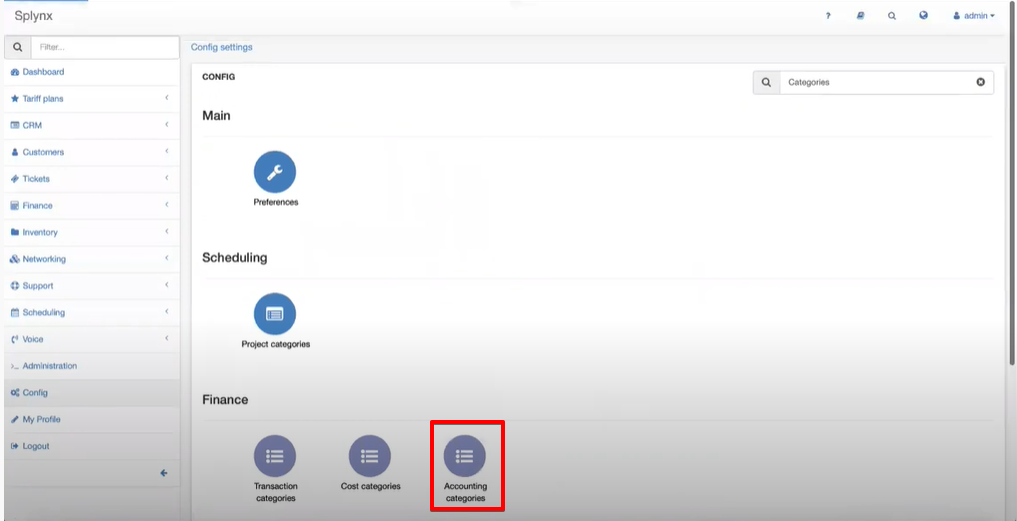 Splynx
?
admin
Filter...
Config settings
Dashboard
Tariff plans
CRM
Customers
Tickets
Finance
Inventory
Networking
Support
Scheduling
Voice
Administration
Config
My Profile
Logout
CONFIG
Categories
Main
Preferences
Scheduling
Project categories
Finance
Transaction
categories
Cost categories
Accounting
categories